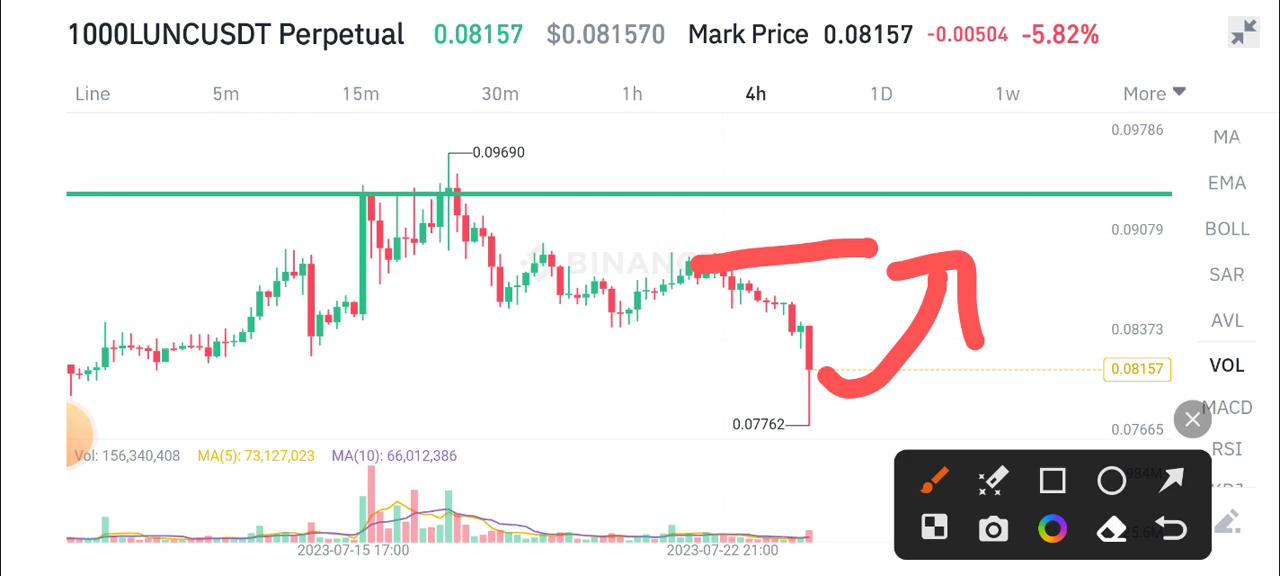 1000LUNCUSDT Perpetual 0.08157 $0.081570 Mark Price 0.08157 -0.00504 -5.82%
Line 5m 15m 30m 1h 4h 1D 1w More
0.09786
MA
0.09690
EMA
0.09079
BOLL
BINANC
SAR
0.08373
AVL
0.08157
VOL
MACD
0.07762
0.07665
RSI
Vol: 156,340,408 MA(5): 73,127,023 MA(10): 66,012,386
2023-07-15 17:00 2023-07-22 21:00